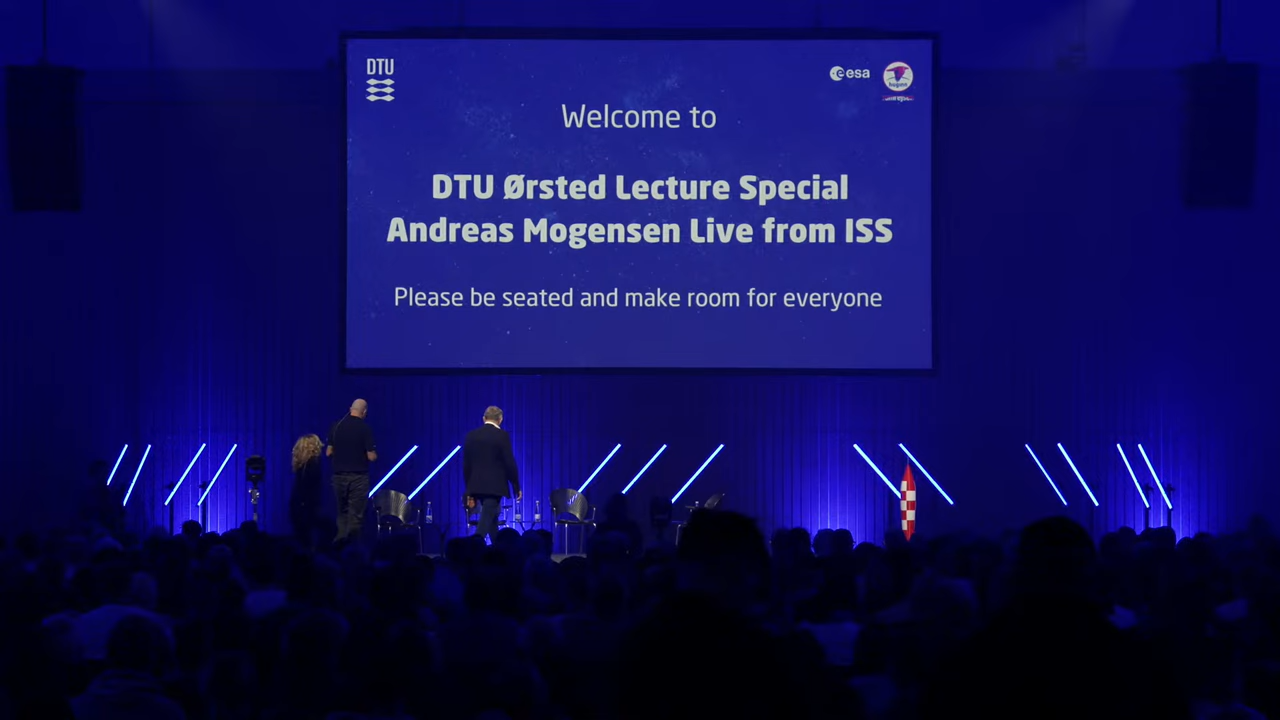 DTU
esa
Welcome to
DTU Ørsted Lecture Special
Andreas Mogensen Live from ISS
Please be seated and make room for everyone